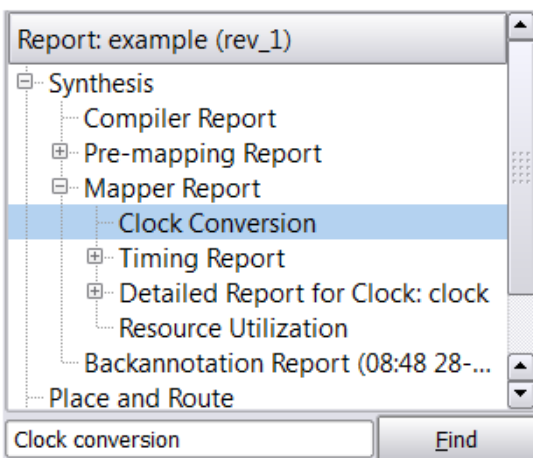 Report: example (rev_1)
Synthesis
Compiler Report
Pre-mapping Report
Mapper Report
Clock Conversion
Timing Report
Detailed Report for Clock: clock
Resource Utilization
Backannotation Report (08:48 28-...
Place and Route
Clock conversion Find